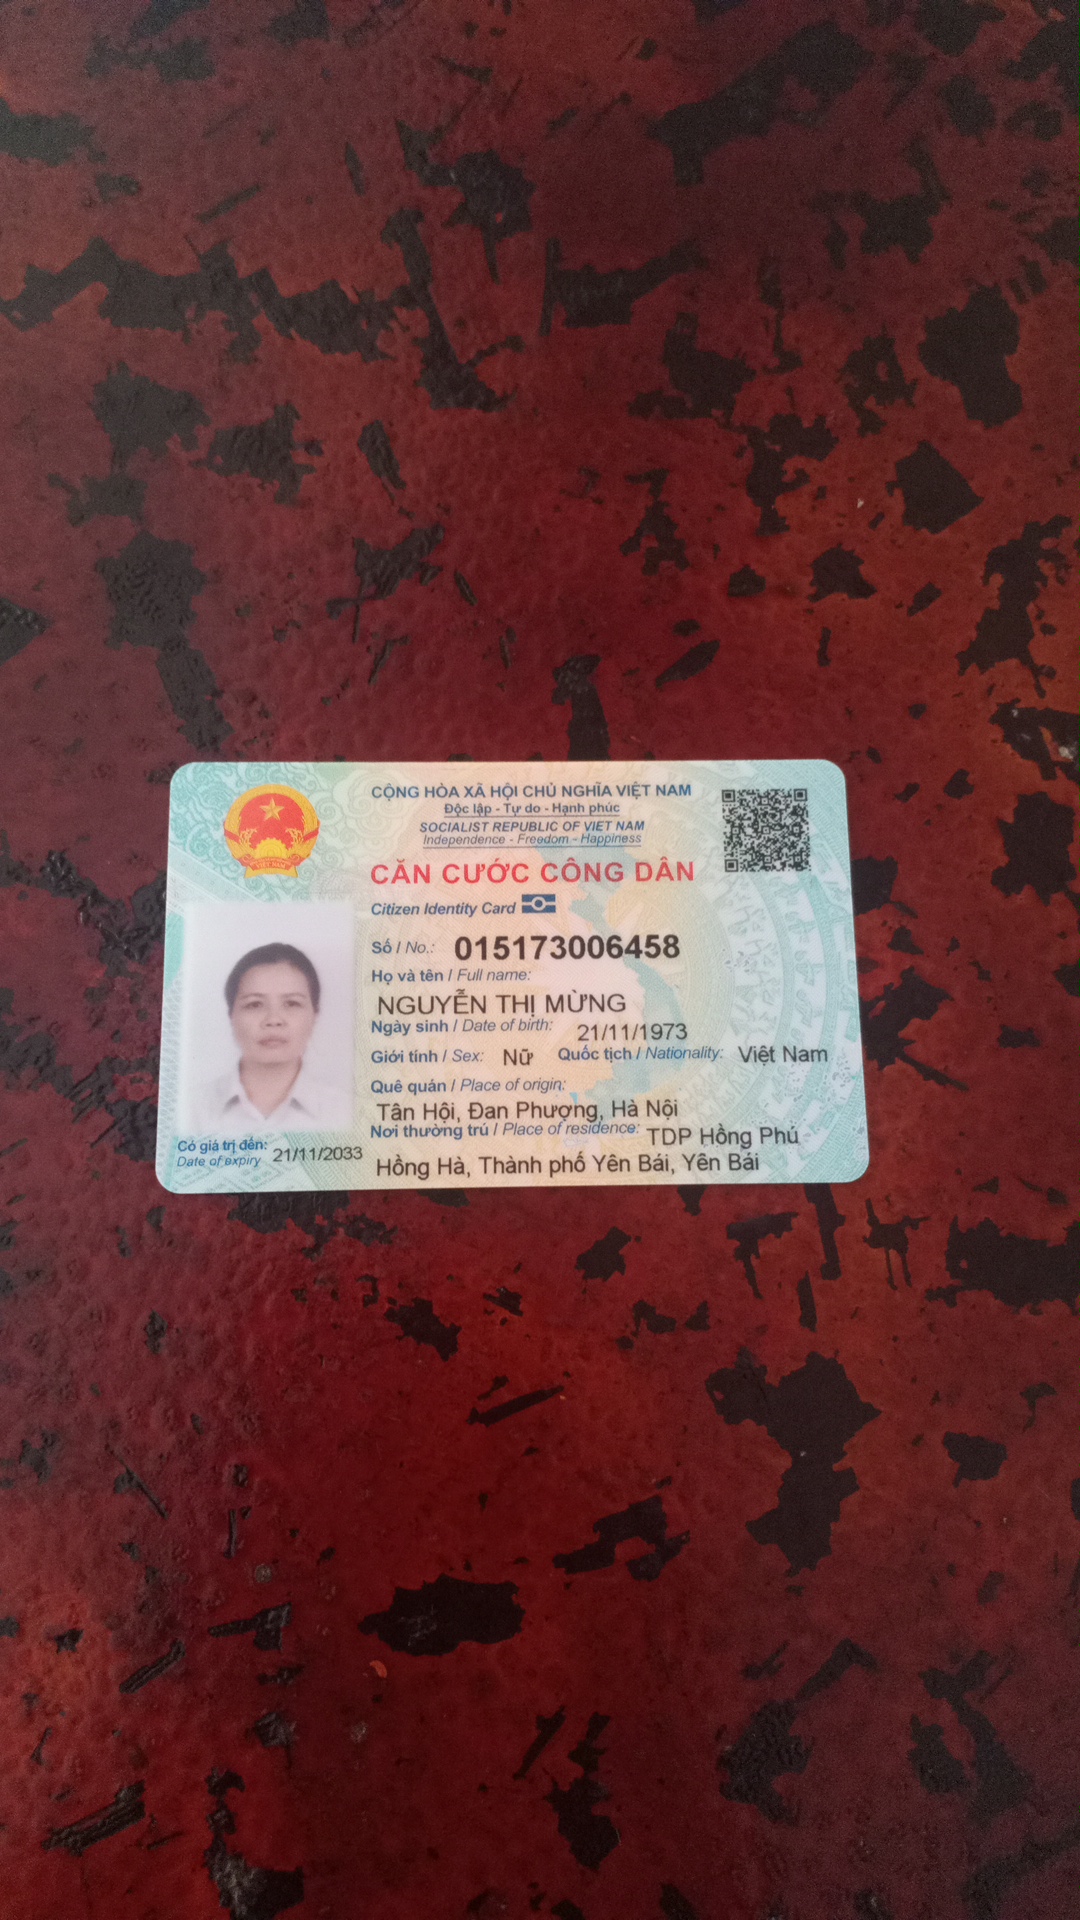 CỘNG HÒA XÃ HỘI CHỦ NGHĨA VIỆT NAM
Độc lập - Tự do - Hạnh phúc
SOCIALIST REPUBLIC OF VIET NAM
Independence - Freedom - Happiness
CĂN CƯỚC CÔNG DÂN
Citizen Identity Card
Số / No.: 015173006458
Họ và tên / Full name:
NGUYỄN THỊ MỪNG
Ngày sinh / Date of birth: 21/11/1973
Giới tính / Sex: Nữ Quốc tịch / Nationality: Việt Nam
Quê quán / Place of origin:
Tân Hội, Đan Phượng, Hà Nội
Nơi thường trú / Place of residence: TDP Hồng Phú
Hồng Hà, Thành phố Yên Bái, Yên Bái
Có giá trị đến: 21/11/2033
Date of expiry